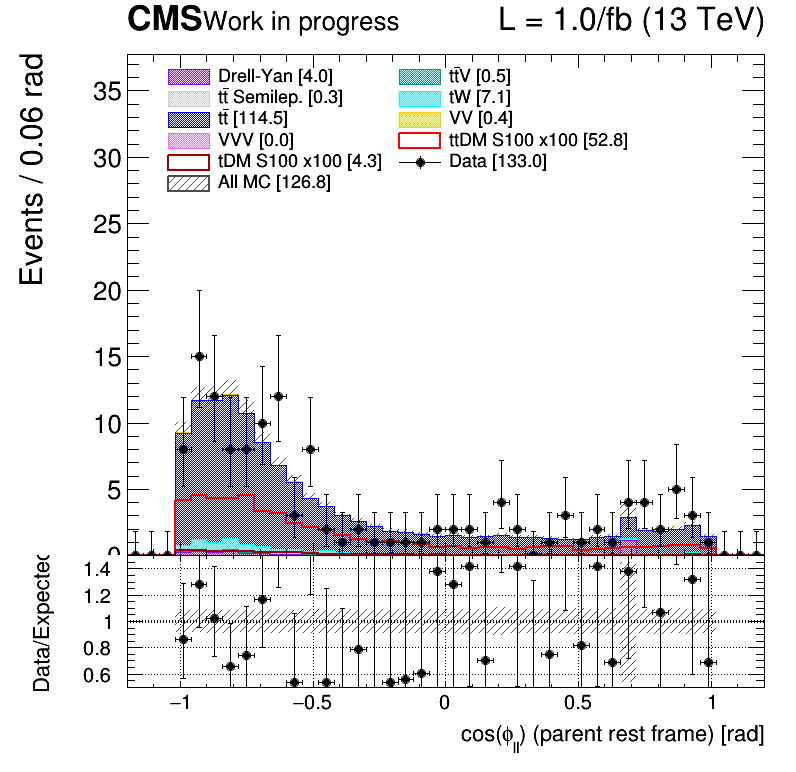 CMS Work in progress L = 1.0/fb (13 TeV)
Events / 0.06 rad
35
30
25
20
15
10
5
0
Drell-Yan [4.0]
tt̄ Semilep. [0.3]
tt̄ [114.5]
VVV [0.0]
tDM S100 x100 [4.3]
All MC [126.8]
tt̄V [0.5]
tW [7.1]
VV [0.4]
ttDM S100 x100 [52.8]
Data [133.0]
Data/Expected
1.4
1.2
1
0.8
0.6
−1 −0.5 0 0.5 1
cos(ϕ_ll) (parent rest frame) [rad]